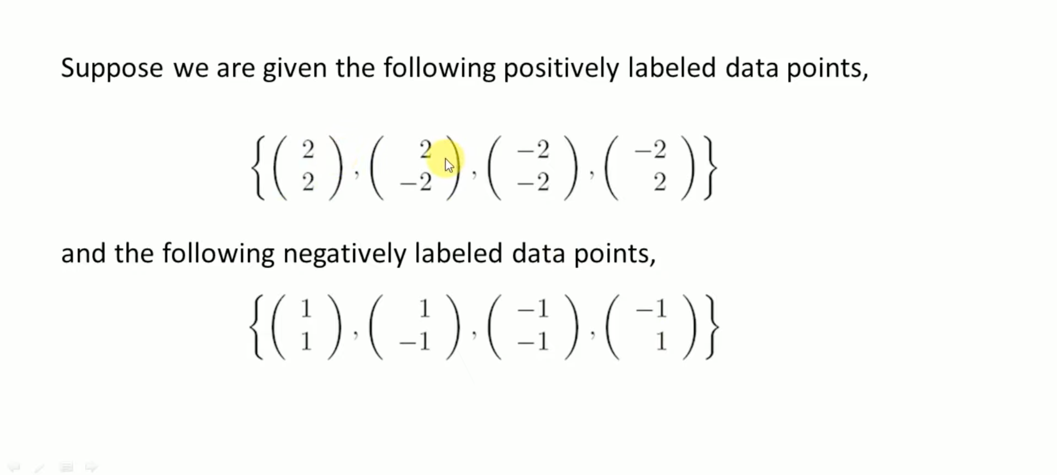 Suppose we are given the following positively labeled data points,
{( 2 2 ), ( 2 −2 ), ( −2 −2 ), ( −2 2 )}
and the following negatively labeled data points,
{( 1 1 ), ( 1 −1 ), ( −1 −1 ), ( −1 1 )}